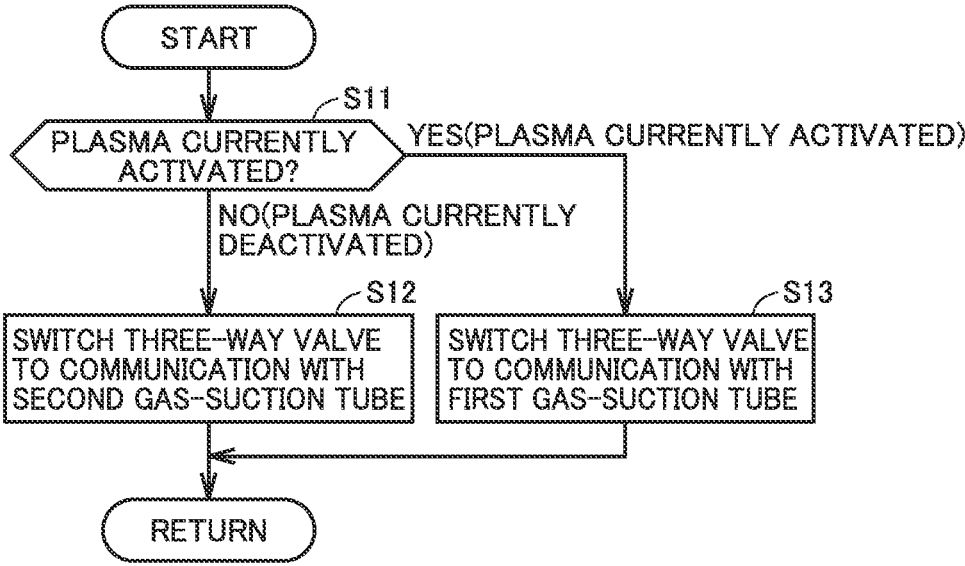 START
S11
PLASMA CURRENTLY
ACTIVATED?
YES(PLASMA CURRENTLY ACTIVATED)
NO(PLASMA CURRENTLY
DEACTIVATED)
S12
SWITCH THREE-WAY VALVE
TO COMMUNICATION WITH
SECOND GAS-SUCTION TUBE
S13
SWITCH THREE-WAY VALVE
TO COMMUNICATION WITH
FIRST GAS-SUCTION TUBE
RETURN